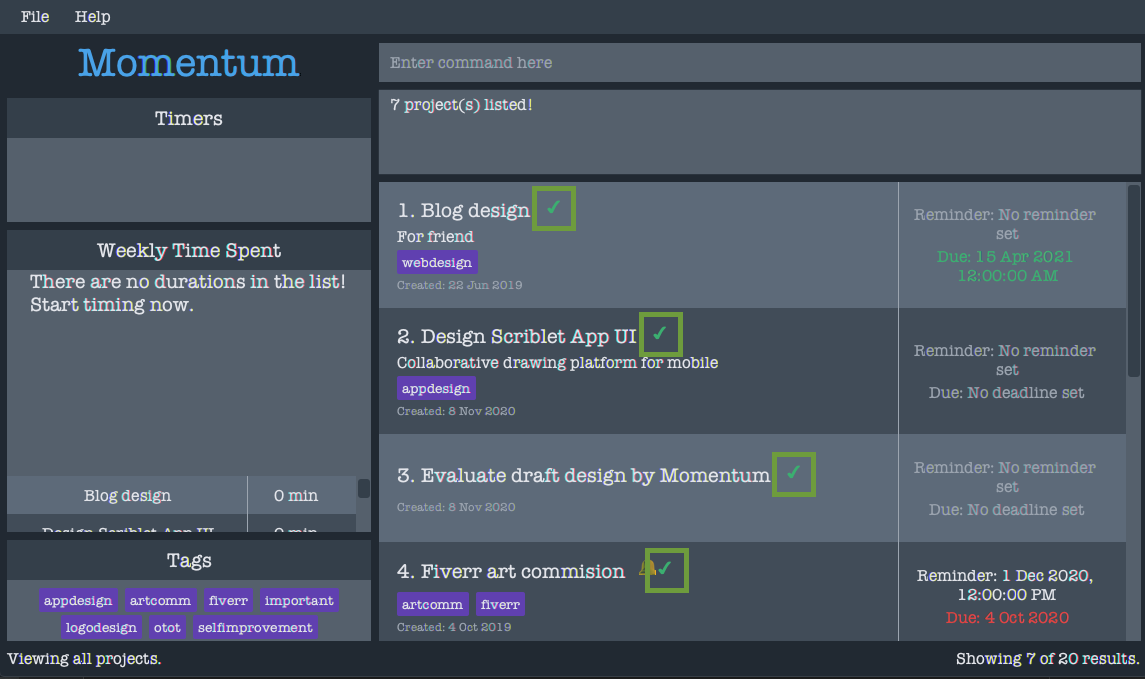 File Help
Momentum
Enter command here
Timers
7 project(s) listed!
Weekly Time Spent
There are no durations in the list!
Start timing now.
Blog design 0 min
Design Scriblet App UI 0 min
Tags
appdesign artcomm fiverr important
logodesign otot selfimprovement
1. Blog design ✓
For friend
webdesign
Created: 22 Jun 2019
Reminder: No reminder
set
Due: 15 Apr 2021
12:00:00 AM
2. Design Scriblet App UI ✓
Collaborative drawing platform for mobile
appdesign
Created: 8 Nov 2020
Reminder: No reminder
set
Due: No deadline set
3. Evaluate draft design by Momentum ✓
Created: 8 Nov 2020
Reminder: No reminder
set
Due: No deadline set
4. Fiverr art commision ✓
artcomm fiverr
Created: 4 Oct 2019
Reminder: 1 Dec 2020,
12:00:00 PM
Due: 4 Oct 2020
Viewing all projects.
Showing 7 of 20 results.